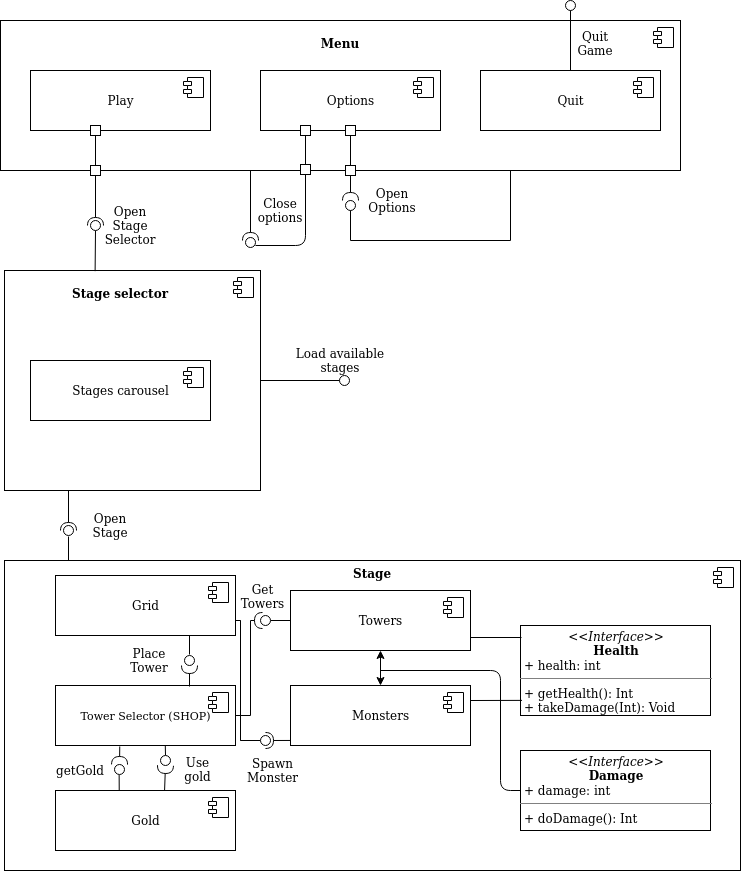 Menu
Quit
Game
Play
Options
Quit
Open
Stage
Selector
Close
options
Open
Options
Stage selector
Stages carousel
Load available
stages
Open
Stage
Stage
Grid
Get
Towers
Towers
<<Interface>>
Health
+ health: int
+ getHealth(): Int
+ takeDamage(Int): Void
Place
Tower
Tower Selector (SHOP)
Monsters
getGold
Use
gold
Spawn
Monster
<<Interface>>
Damage
+ damage: int
+ doDamage(): Int
Gold